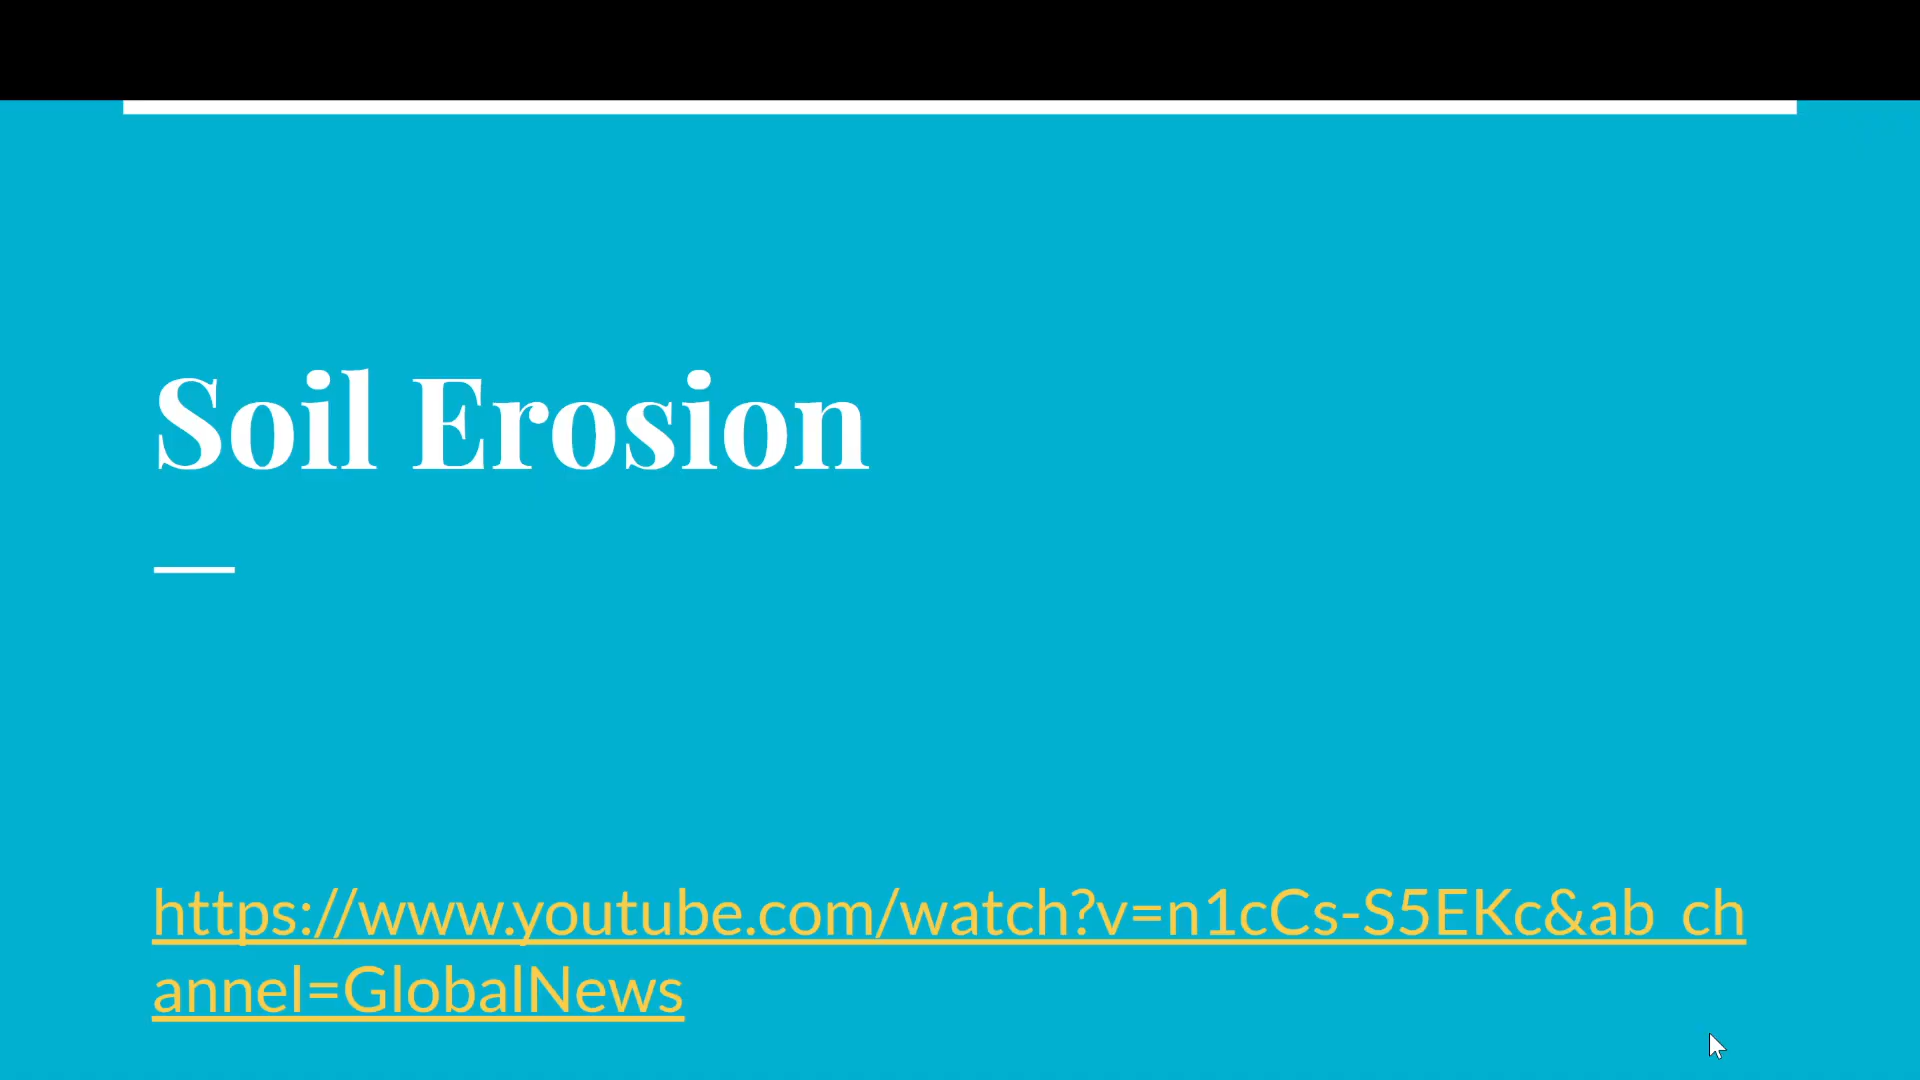 Soil Erosion
https://www.youtube.com/watch?v=n1cCs-S5EKc&ab_ch
annel=GlobalNews